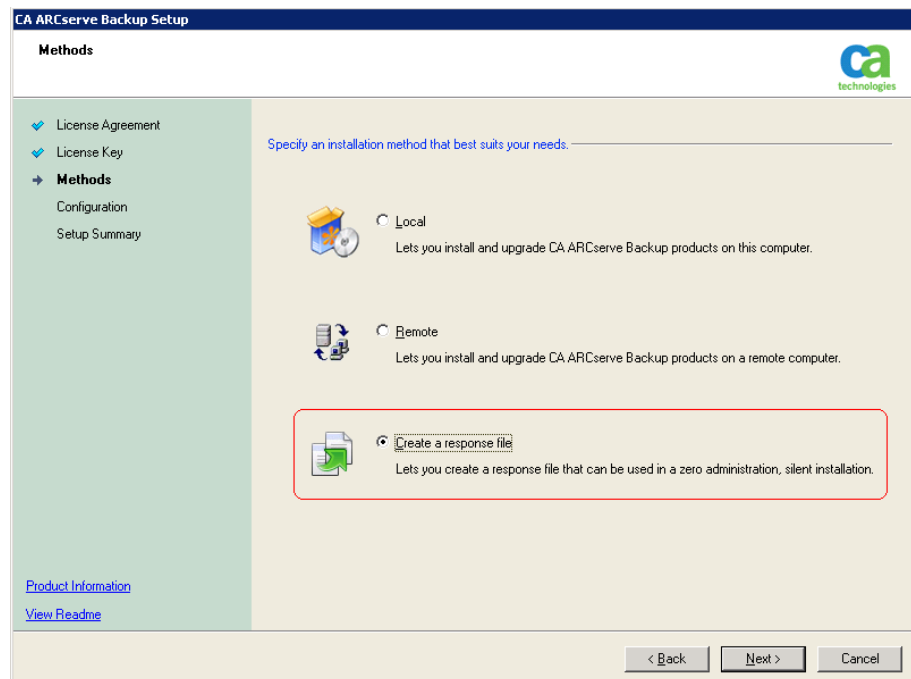 CA ARCserve Backup Setup
Methods
ca
technologies
License Agreement
License Key
Methods
Configuration
Setup Summary
Product Information
View Readme
Specify an installation method that best suits your needs.
Local
Lets you install and upgrade CA ARCserve Backup products on this computer.
Remote
Lets you install and upgrade CA ARCserve Backup products on a remote computer.
Create a response file
Lets you create a response file that can be used in a zero administration, silent installation.
< Back
Next >
Cancel